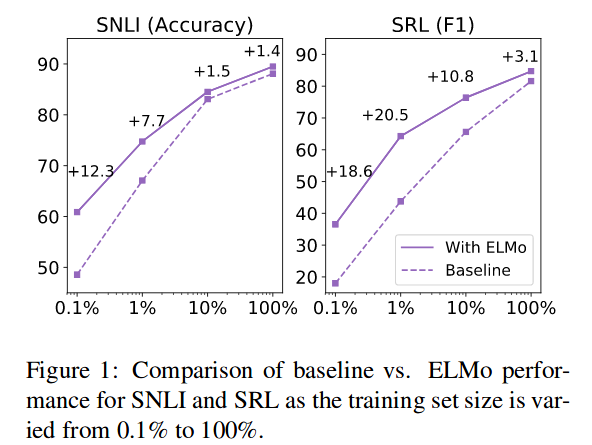 SNLI (Accuracy)
90
80
70
60
50
+12.3
+7.7
+1.5
+1.4
0.1% 1% 10% 100%
SRL (F1)
90
80
70
60
50
40
30
20
+18.6
+20.5
+10.8
+3.1
With ELMo
Baseline
0.1% 1% 10% 100%
Figure 1: Comparison of baseline vs. ELMo perfor-
mance for SNLI and SRL as the training set size is var-
ied from 0.1% to 100%.